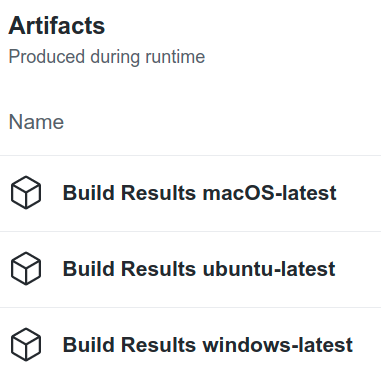 Artifacts
Produced during runtime
Name
Build Results macOS-latest
Build Results ubuntu-latest
Build Results windows-latest